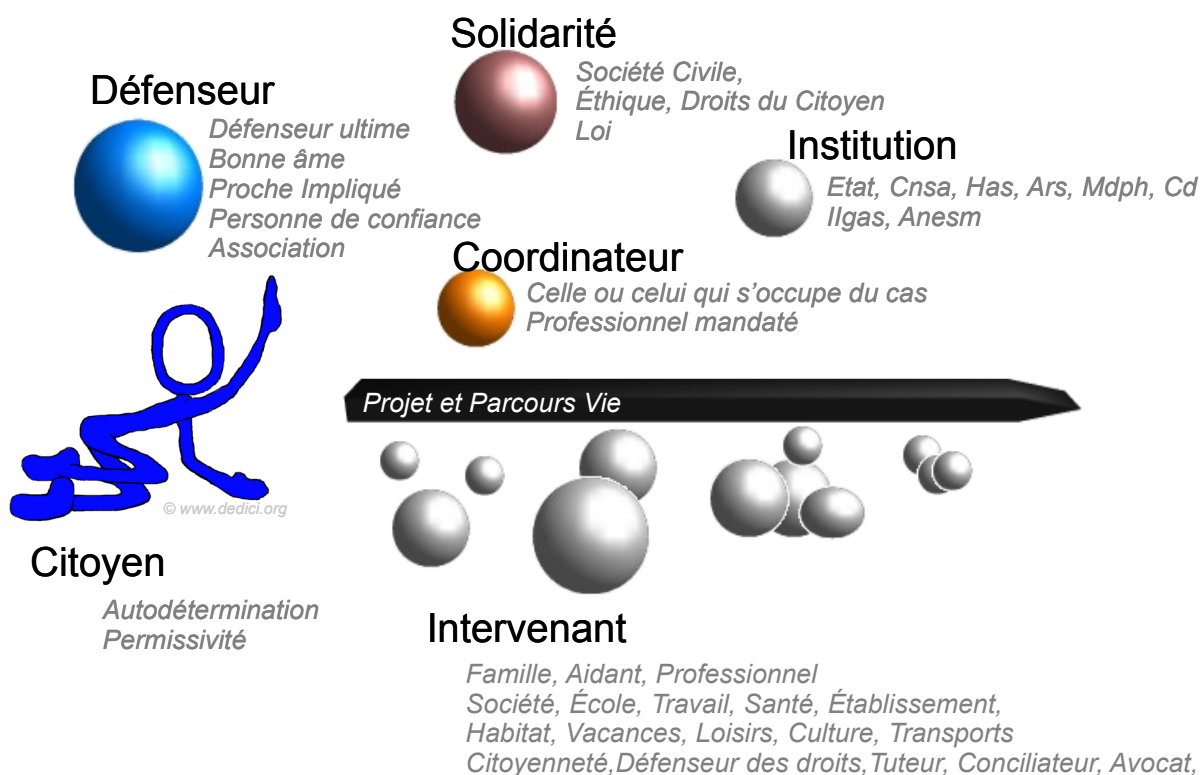 Solidarité
Société Civile,
Éthique, Droits du Citoyen
Loi
Défenseur
Défenseur ultime
Bonne âme
Proche Impliqué
Personne de confiance
Association
Institution
Etat, Cnsa, Has, Ars, Mdph, Cd
IIgas, Anesm
Coordinateur
Celle ou celui qui s’occupe du cas
Professionnel mandaté
Projet et Parcours Vie
© www.dedici.org
Citoyen
Autodétermination
Permissivité
Intervenant
Famille, Aidant, Professionnel
Société, École, Travail, Santé, Établissement,
Habitat, Vacances, Loisirs, Culture, Transports
Citoyenneté,Défenseur des droits,Tuteur, Conciliateur, Avocat,